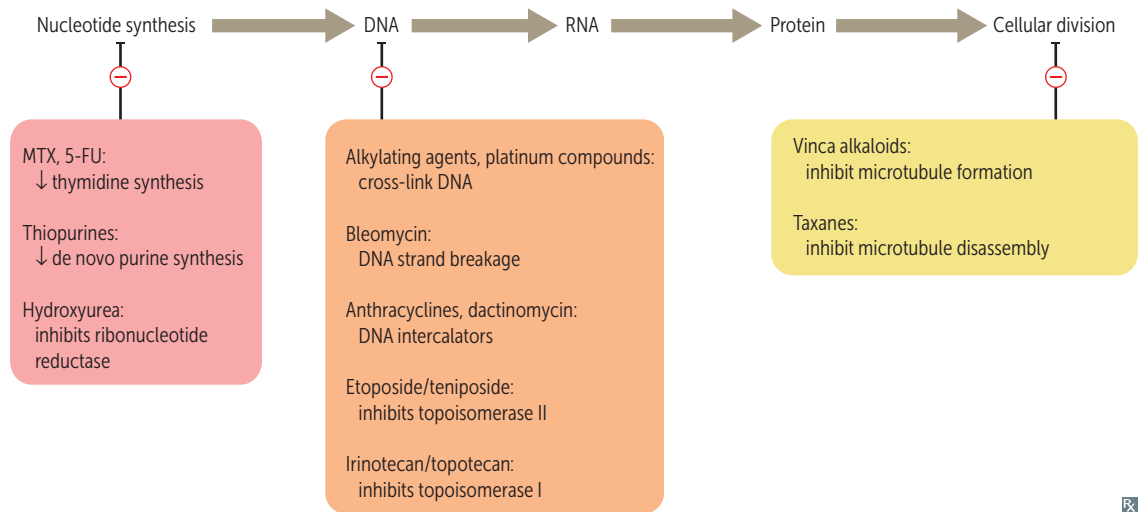 Nucleotide synthesis DNA RNA Protein Cellular division
MTX, 5-FU:
↓ thymidine synthesis
Thiopurines:
↓ de novo purine synthesis
Hydroxyurea:
inhibits ribonucleotide
reductase
Alkylating agents, platinum compounds:
cross-link DNA
Bleomycin:
DNA strand breakage
Anthracyclines, dactinomycin:
DNA intercalators
Etoposide/teniposide:
inhibits topoisomerase II
Irinotecan/topotecan:
inhibits topoisomerase I
Vinca alkaloids:
inhibit microtubule formation
Taxanes:
inhibit microtubule disassembly
℞